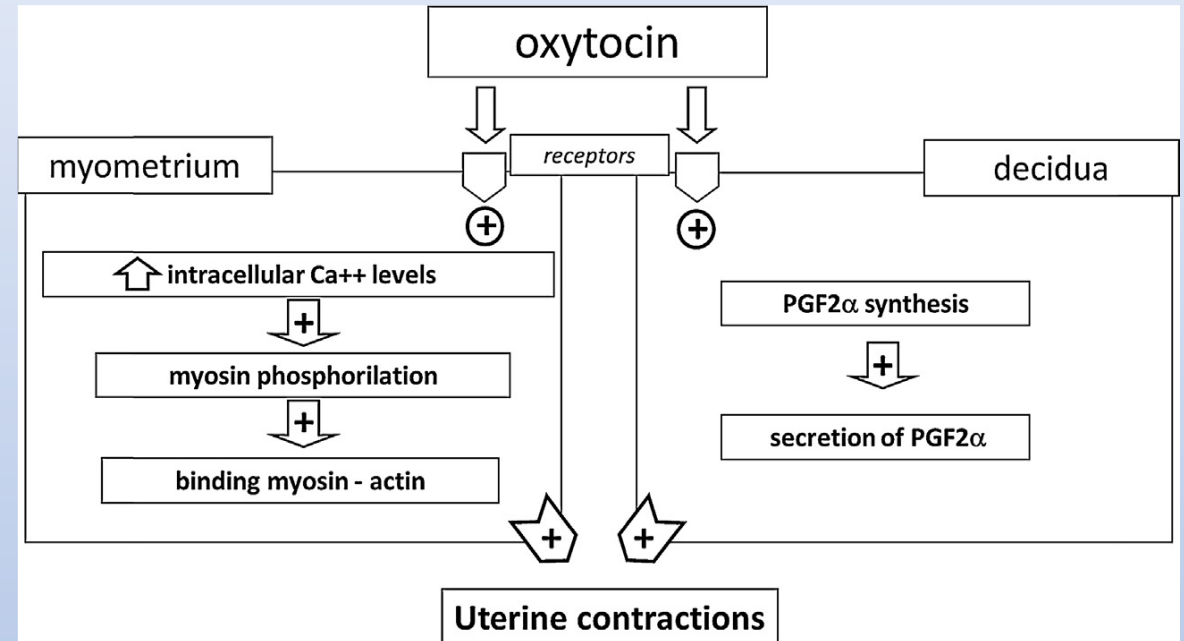 oxytocin
receptors
myometrium
decidua
+
+
intracellular Ca++ levels
+
myosin phosphorilation
+
binding myosin - actin
PGF2α synthesis
+
secretion of PGF2α
+
+
Uterine contractions